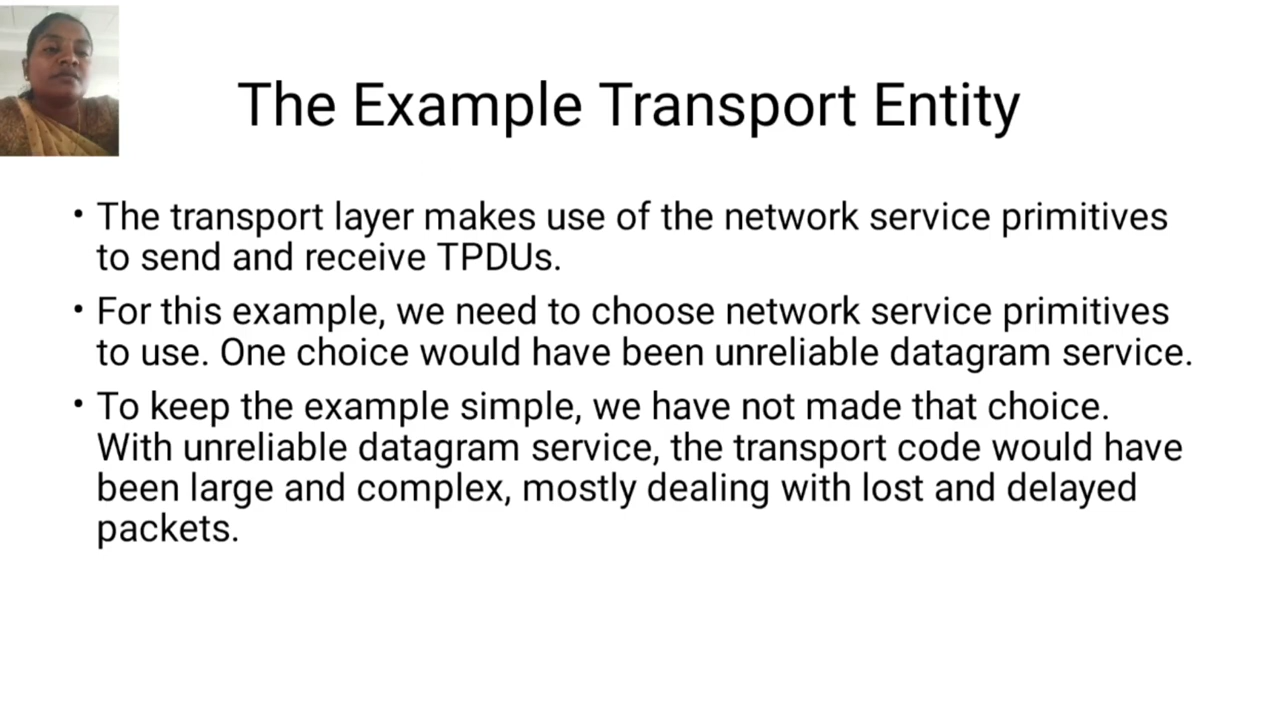 The Example Transport Entity
• The transport layer makes use of the network service primitives
to send and receive TPDUs.
• For this example, we need to choose network service primitives
to use. One choice would have been unreliable datagram service.
• To keep the example simple, we have not made that choice.
With unreliable datagram service, the transport code would have
been large and complex, mostly dealing with lost and delayed
packets.